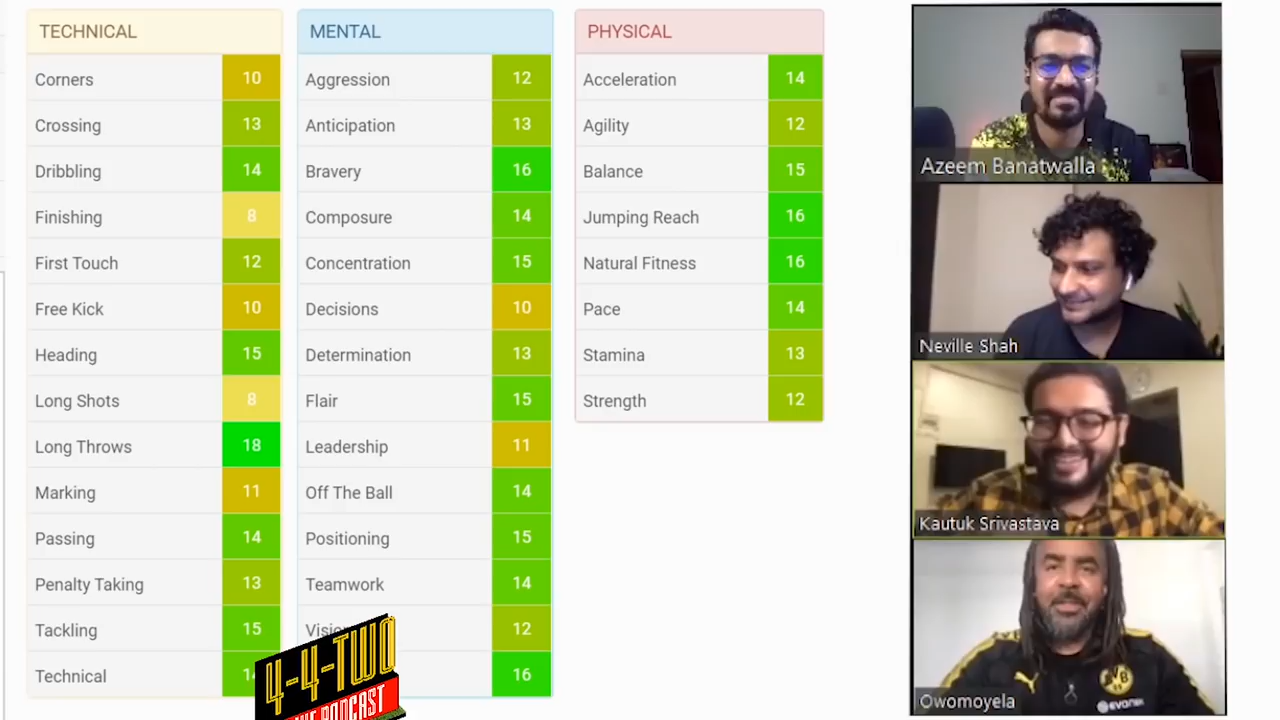 TECHNICAL
Corners 10
Crossing 13
Dribbling 14
Finishing 8
First Touch 12
Free Kick 10
Heading 15
Long Shots 8
Long Throws 18
Marking 11
Passing 14
Penalty Taking 13
Tackling 15
Technical
MENTAL
Aggression 12
Anticipation 13
Bravery 16
Composure 14
Concentration 15
Decisions 10
Determination 13
Flair 15
Leadership 11
Off The Ball 14
Positioning 15
Teamwork 14
12
16
PHYSICAL
Acceleration 14
Agility 12
Balance 15
Jumping Reach 16
Natural Fitness 16
Pace 14
Stamina 13
Strength 12
Azeem Banatwalla
Neville Shah
Kautuk Srivastava
BVB
09
EVONIK
Owomoyela
4-4-TWO
PODCAST